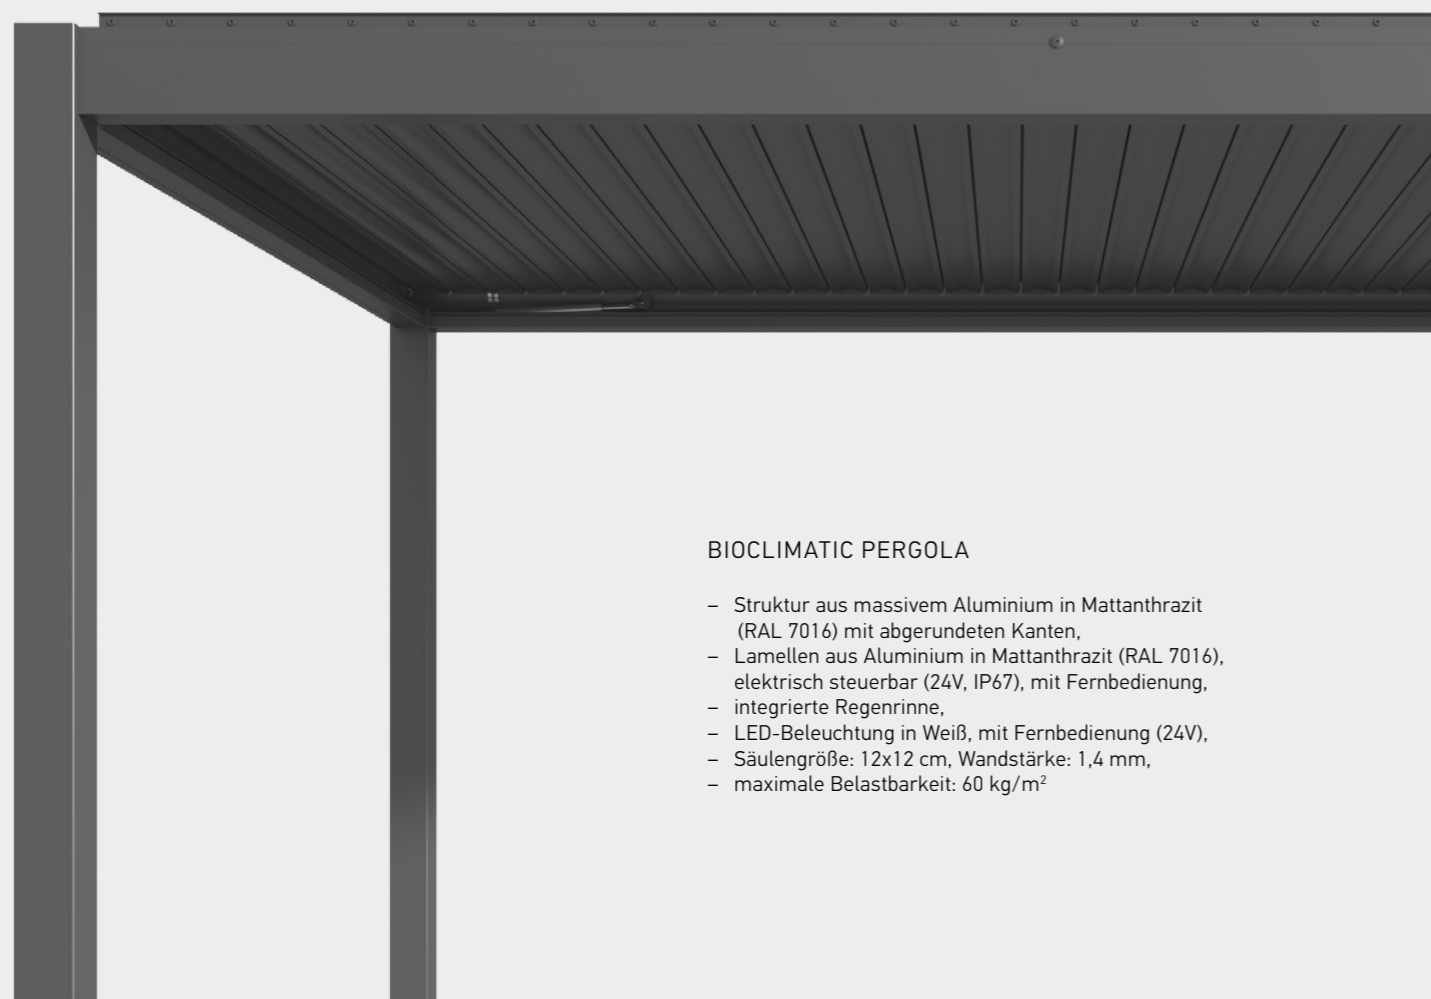 BIOCLIMATIC PERGOLA
– Struktur aus massivem Aluminium in Mattanthrazit
(RAL 7016) mit abgerundeten Kanten,
– Lamellen aus Aluminium in Mattanthrazit (RAL 7016),
elektrisch steuerbar (24V, IP67), mit Fernbedienung,
– integrierte Regenrinne,
– LED-Beleuchtung in Weiß, mit Fernbedienung (24V),
– Säulengröße: 12x12 cm, Wandstärke: 1,4 mm,
– maximale Belastbarkeit: 60 kg/m²